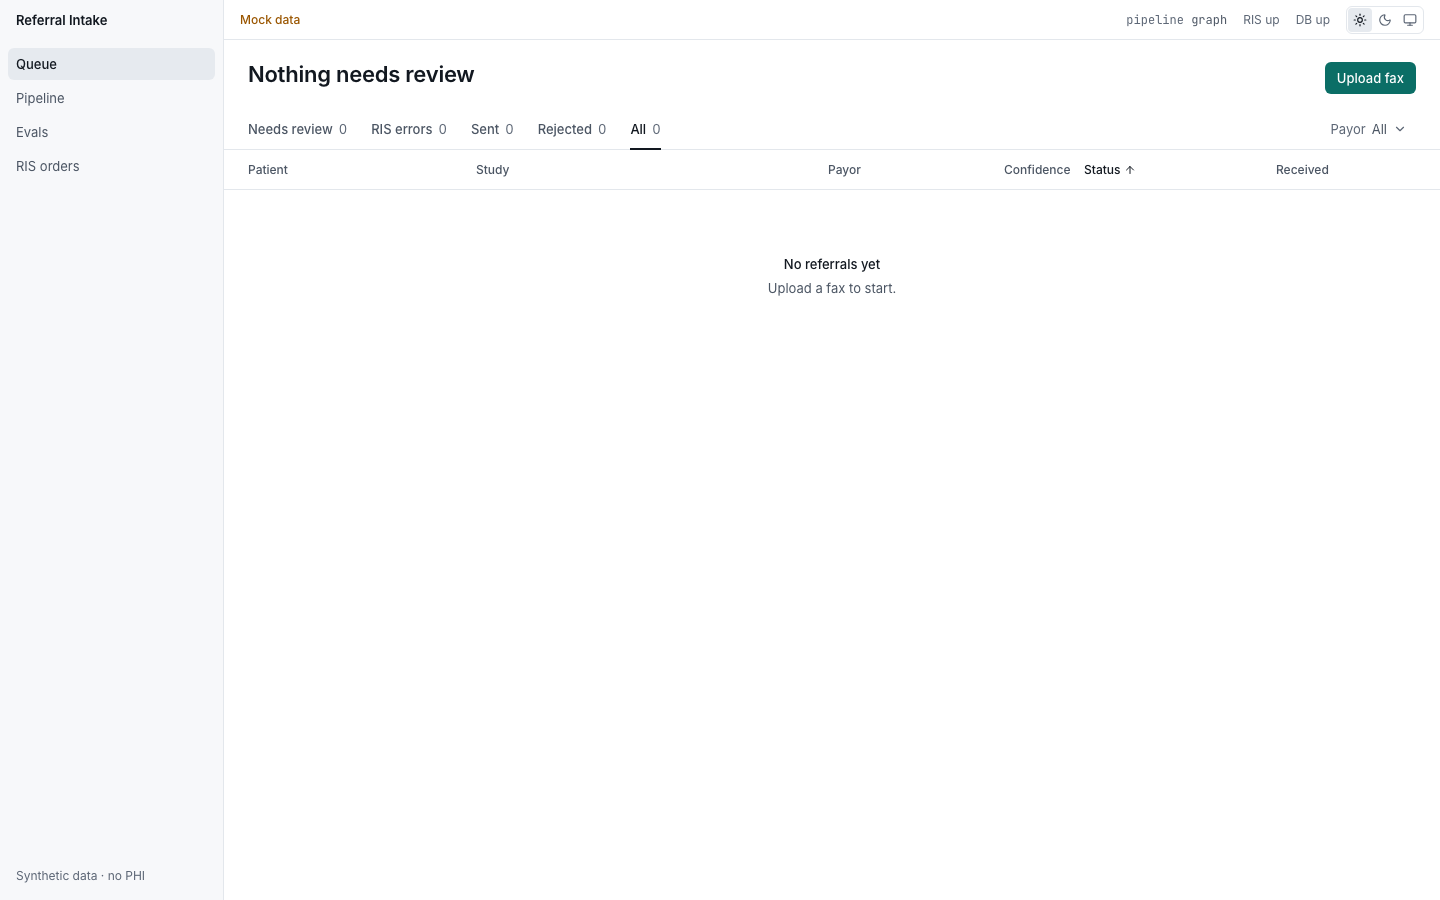 Referral Intake
Queue
Pipeline
Evals
RIS orders
Synthetic data · no PHI
Mock data
pipeline graph RIS up DB up
Nothing needs review
Upload fax
Needs review 0 RIS errors 0 Sent 0 Rejected 0 All 0
Payor All
Patient Study Payor Confidence Status ↑ Received
No referrals yet
Upload a fax to start.